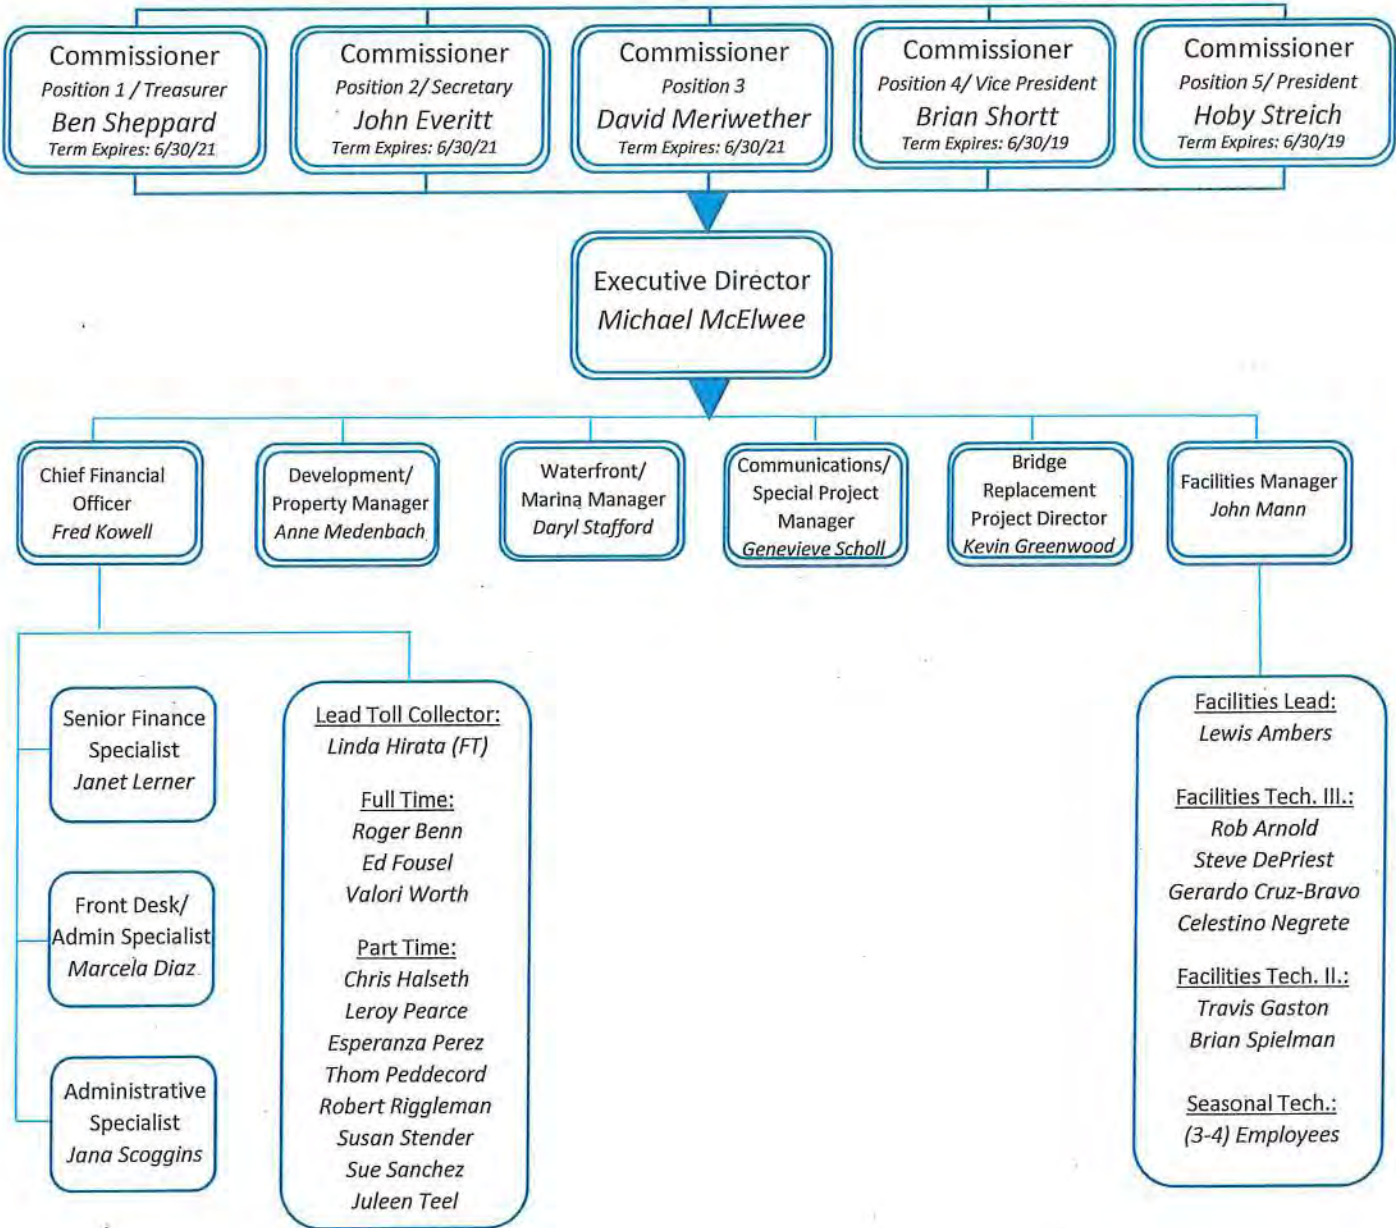 Commissioner
Position 1 / Treasurer
Ben Sheppard
Term Expires: 6/30/21
Commissioner
Position 2/ Secretary
John Everitt
Term Expires: 6/30/21
Commissioner
Position 3
David Meriwether
Term Expires: 6/30/21
Commissioner
Position 4/ Vice President
Brian Shortt
Term Expires: 6/30/19
Commissioner
Position 5/ President
Hoby Streich
Term Expires: 6/30/19
Executive Director
Michael McElwee
Chief Financial
Officer
Fred Kowell
Development/
Property Manager
Anne Medenbach
Waterfront/
Marina Manager
Daryl Stafford
Communications/
Special Project
Manager
Genevieve Scholl
Bridge
Replacement
Project Director
Kevin Greenwood
Facilities Manager
John Mann
Senior Finance
Specialist
Janet Lerner
Front Desk/
Admin Specialist
Marcela Diaz
Administrative
Specialist
Jana Scoggins
Lead Toll Collector:
Linda Hirata (FT)
Full Time:
Roger Benn
Ed Fousel
Valori Worth
Part Time:
Chris Halseth
Leroy Pearce
Esperanza Perez
Thom Peddecord
Robert Riggleman
Susan Stender
Sue Sanchez
Juleen Teel
Facilities Lead:
Lewis Ambers
Facilities Tech. III.:
Rob Arnold
Steve DePriest
Gerardo Cruz-Bravo
Celestino Negrete
Facilities Tech. II.:
Travis Gaston
Brian Spielman
Seasonal Tech.:
(3-4) Employees